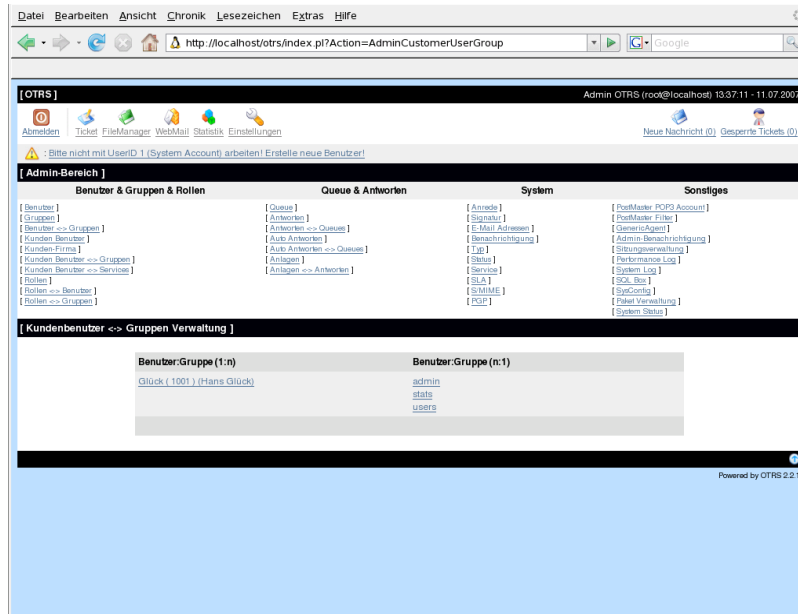 Datei Bearbeiten Ansicht Chronik Lesezeichen Extras Hilfe
http://localhost/otrs/index.pl?Action=AdminCustomerUserGroup
G Google
[ OTRS ]
Admin OTRS (root@localhost) 13:37:11 - 11.07.2007
Abmelden Ticket FileManager WebMail Statistik Einstellungen
Neue Nachricht (0) Gesperrte Tickets (0)
: Bitte nicht mit UserID 1 (System Account) arbeiten! Erstelle neue Benutzer!
[ Admin-Bereich ]
Benutzer & Gruppen & Rollen
[ Benutzer ]
[ Gruppen ]
[ Benutzer <-> Gruppen ]
[ Kunden Benutzer ]
[ Kunden-Firma ]
[ Kunden Benutzer <-> Gruppen ]
[ Kunden Benutzer <-> Services ]
[ Rollen ]
[ Rollen <-> Benutzer ]
[ Rollen <-> Gruppen ]
Queue & Antworten
[ Queue ]
[ Antworten ]
[ Antworten <-> Queues ]
[ Auto Antworten ]
[ Auto Antworten <-> Queues ]
[ Anlagen ]
[ Anlagen <-> Antworten ]
System
[ Anrede ]
[ Signatur ]
[ E-Mail Adressen ]
[ Benachrichtigung ]
[ Typ ]
[ Status ]
[ Service ]
[ SLA ]
[ S/MIME ]
[ PGP ]
Sonstiges
[ PostMaster POP3 Account ]
[ PostMaster Filter ]
[ GenericAgent ]
[ Admin-Benachrichtigung ]
[ Sitzungsverwaltung ]
[ Performance Log ]
[ System Log ]
[ SQL Box ]
[ SysConfig ]
[ Paket Verwaltung ]
[ System Status ]
[ Kundenbenutzer <-> Gruppen Verwaltung ]
Benutzer:Gruppe (1:n)
Glück ( 1001 ) (Hans Glück)
Benutzer:Gruppe (n:1)
admin
stats
users
Powered by OTRS 2.2.1